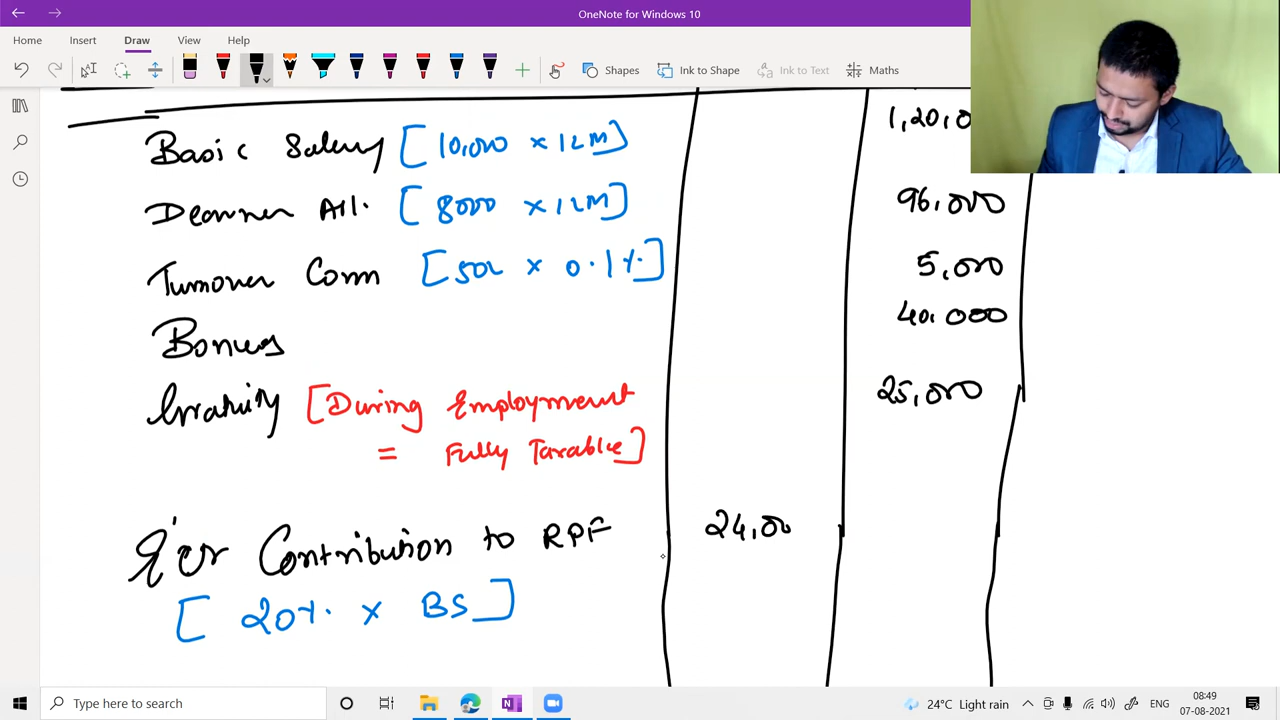 OneNote for Windows 10
Home Insert Draw View Help
Shapes Ink to Shape Ink to Text Maths
Basic Salary [10,000 x 12M] 1,20,0
Dearner All. [8000 x 12M] 96,000
Turnover Com [50L x 0.1%] 5,000
Bonus 40,000
Gratuity [During Employment 25,000
= Fully Taxable]
E'er Contribution to RPF 24,00
[20% x BS]
Type here to search 24°C Light rain ENG 08:49
07-08-2021